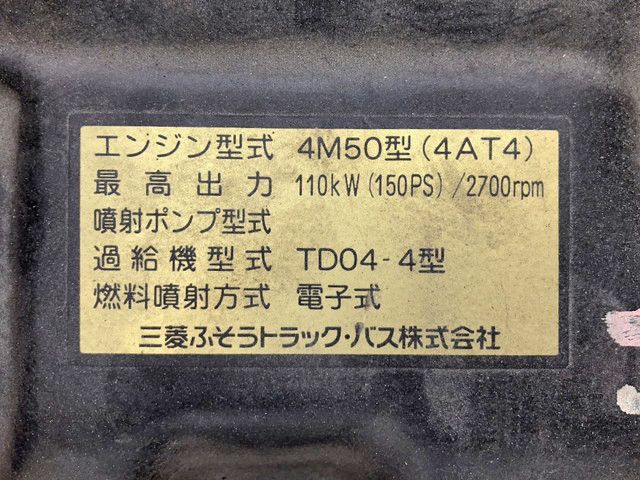 エンジン型式 4M50型(4AT4)
最高出力 110kW(150PS)/2700rpm
噴射ポンプ型式
過給機型式 TD04-4型
燃料噴射方式 電子式
三菱ふそうトラック・バス株式会社